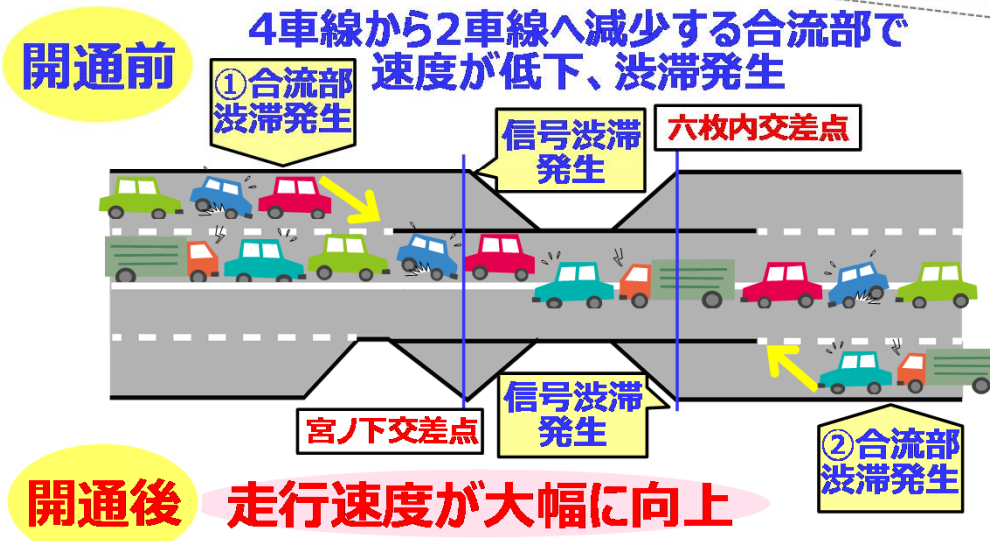 開通前
4車線から2車線へ減少する合流部で
速度が低下、渋滞発生
①合流部
渋滞発生
信号渋滞
発生
六枚内交差点
宮ノ下交差点
信号渋滞
発生
②合流部
渋滞発生
開通後
走行速度が大幅に向上